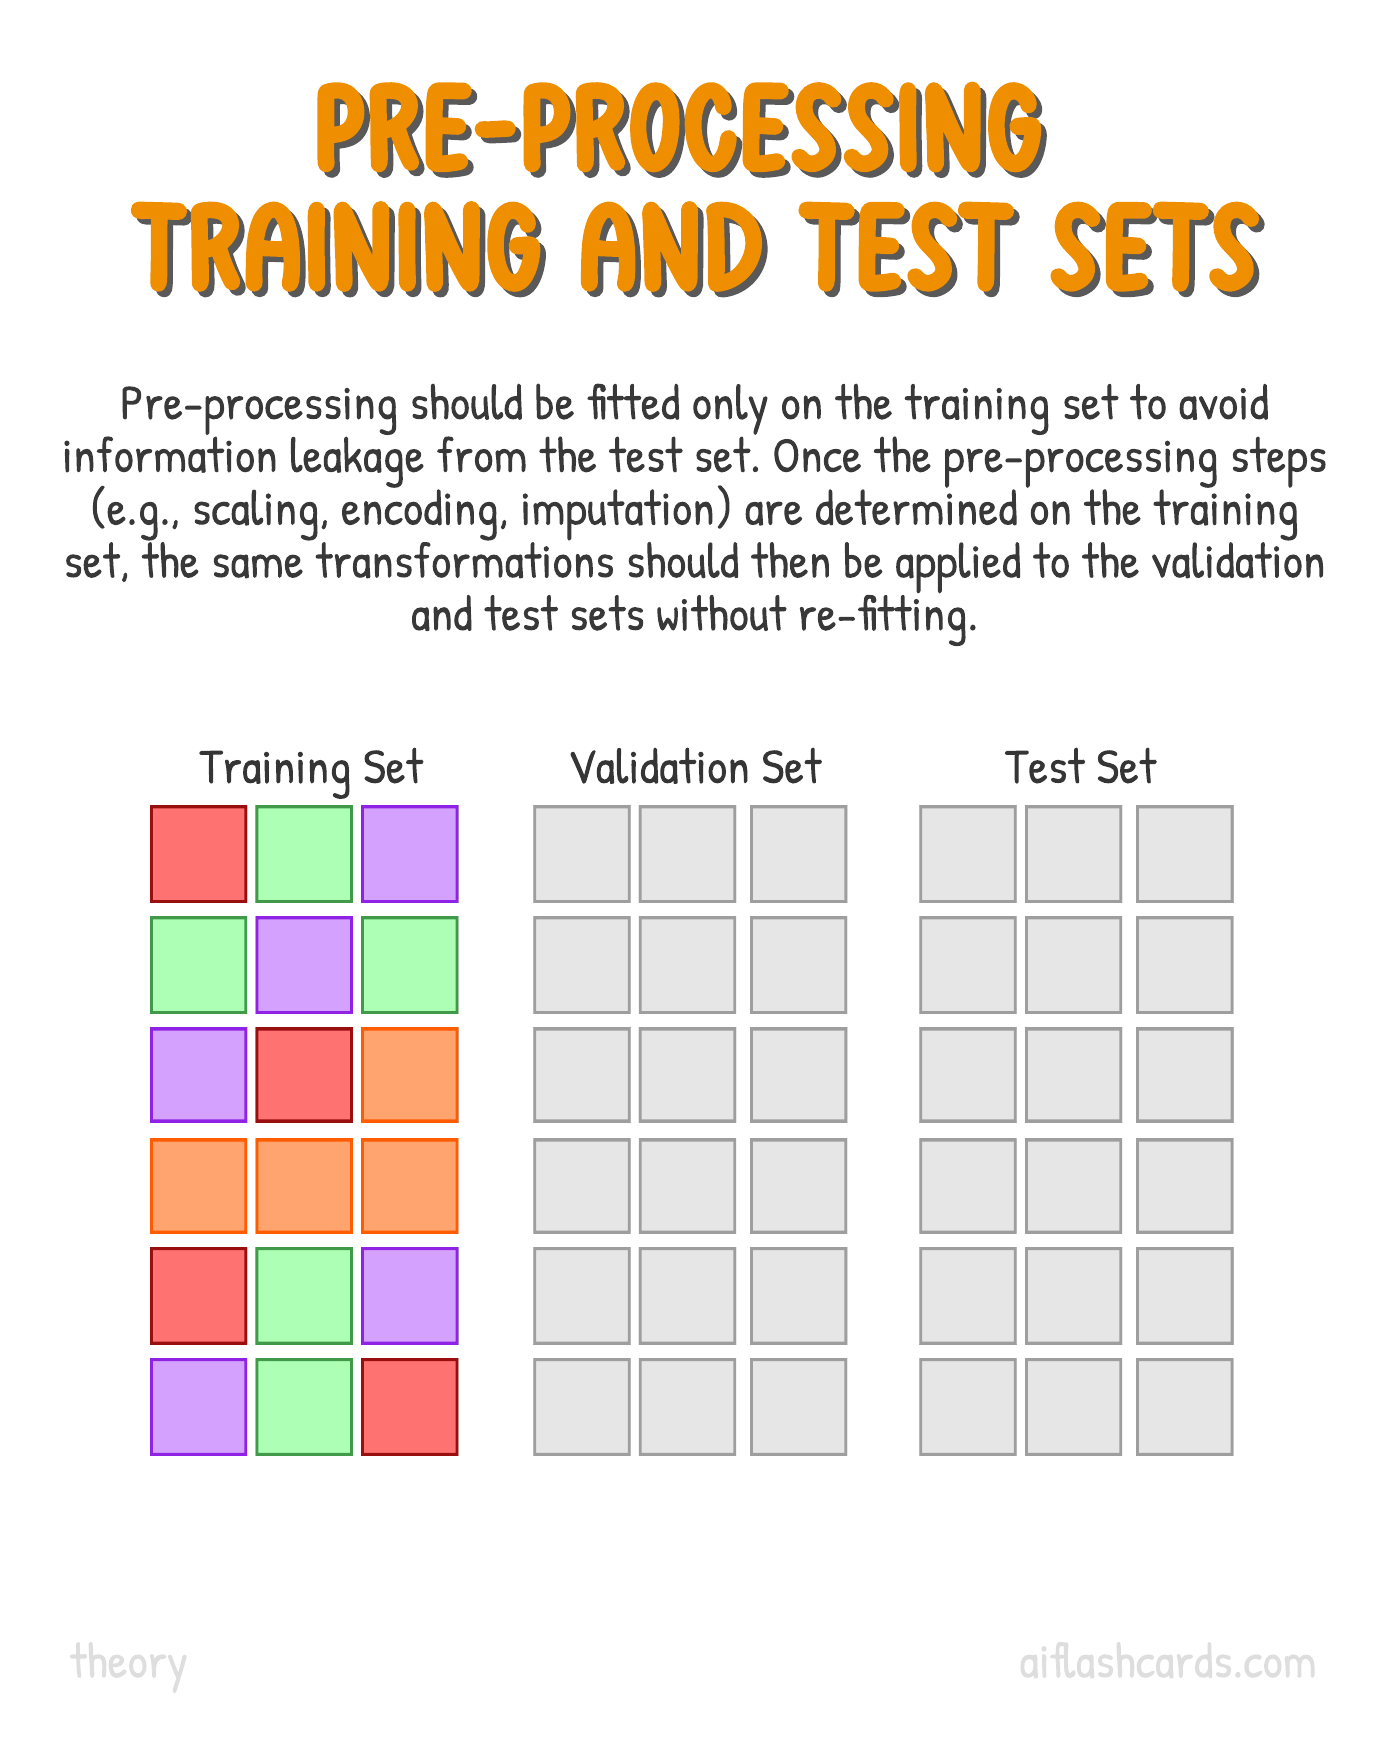 PRE-PROCESSING
TRAINING AND TEST SETS
Pre-processing should be fitted only on the training set to avoid
information leakage from the test set. Once the pre-processing steps
(e.g., scaling, encoding, imputation) are determined on the training
set, the same transformations should then be applied to the validation
and test sets without re-fitting.
Training Set
Validation Set
Test Set
theory
aiflashcards.com